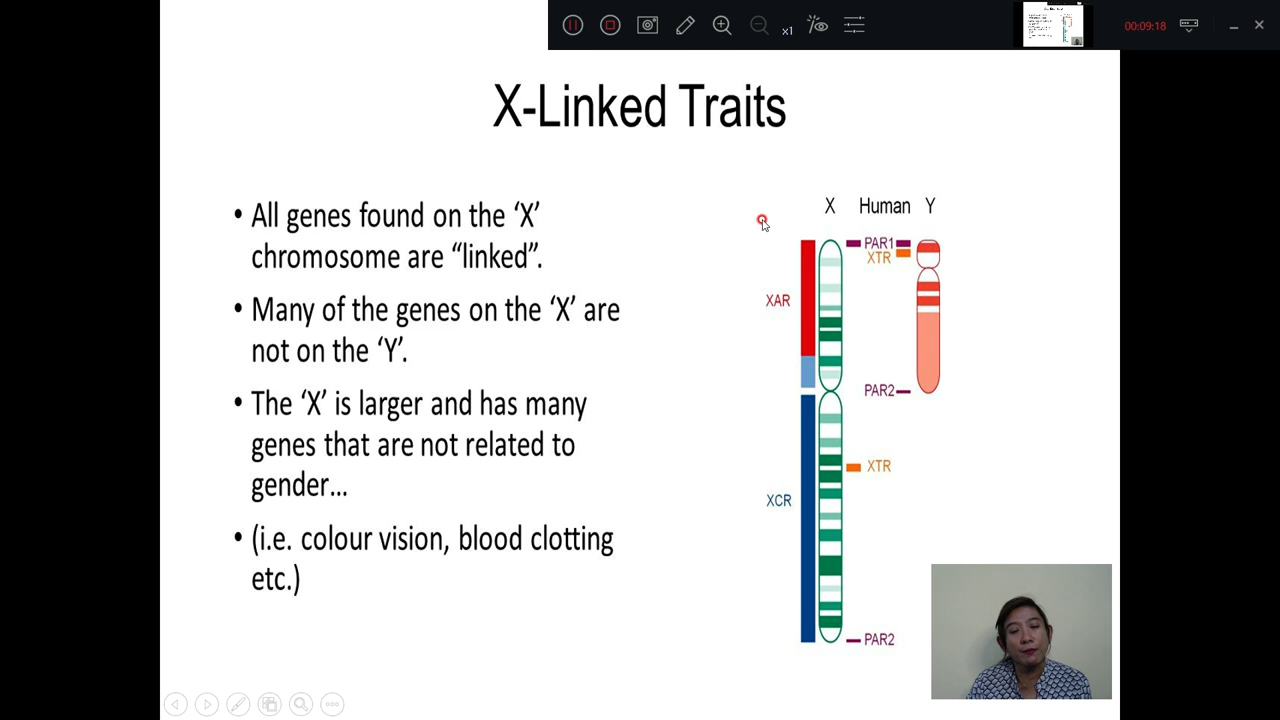 x1
00:09:18
X-Linked Traits
• All genes found on the ‘X’
chromosome are “linked”.
• Many of the genes on the ‘X’ are
not on the ‘Y’.
• The ‘X’ is larger and has many
genes that are not related to
gender...
• (i.e. colour vision, blood clotting
etc.)
X Human Y
PAR1
XTR
XAR
PAR2
XTR
XCR
PAR2